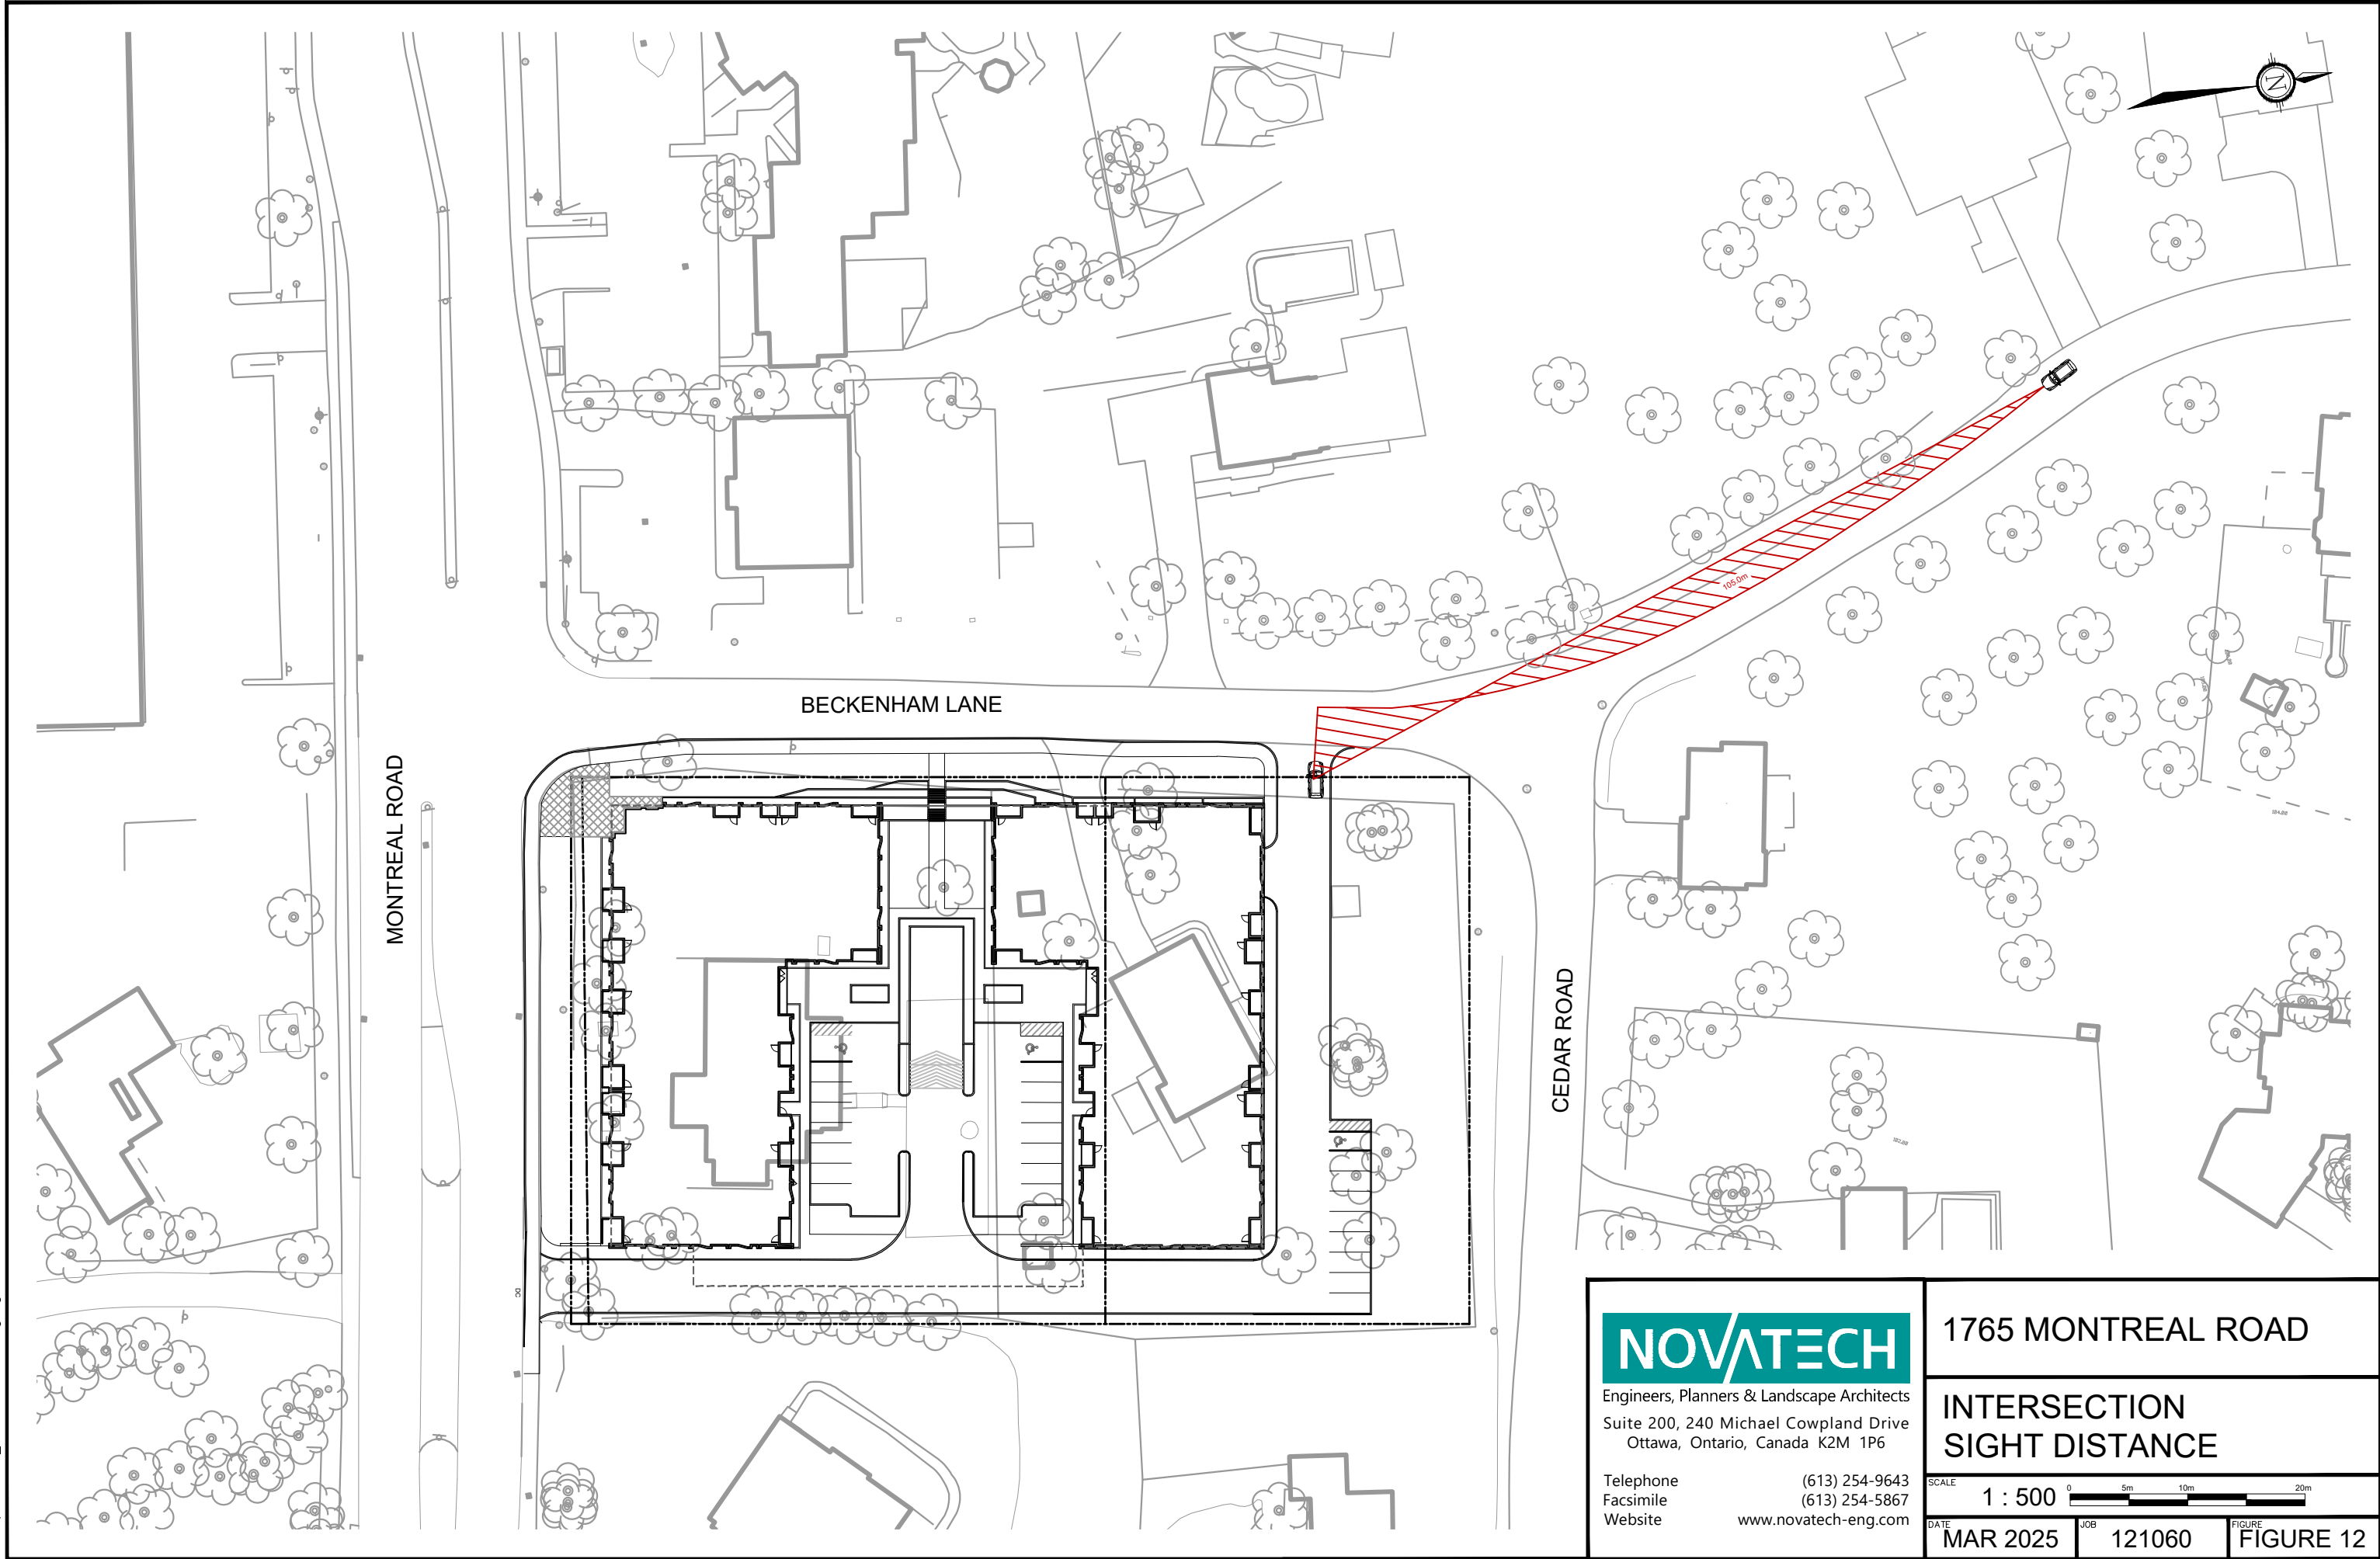 N
BECKENHAM LANE
MONTREAL ROAD
CEDAR ROAD
105.0m
DC
NOVATECH
Engineers, Planners & Landscape Architects
Suite 200, 240 Michael Cowpland Drive
Ottawa, Ontario, Canada K2M 1P6
Telephone (613) 254-9643
Facsimile (613) 254-5867
Website www.novatech-eng.com
1765 MONTREAL ROAD
INTERSECTION
SIGHT DISTANCE
SCALE
1 : 500
0 5m 10m 20m
DATE
MAR 2025
JOB
121060
FIGURE
FIGURE 12